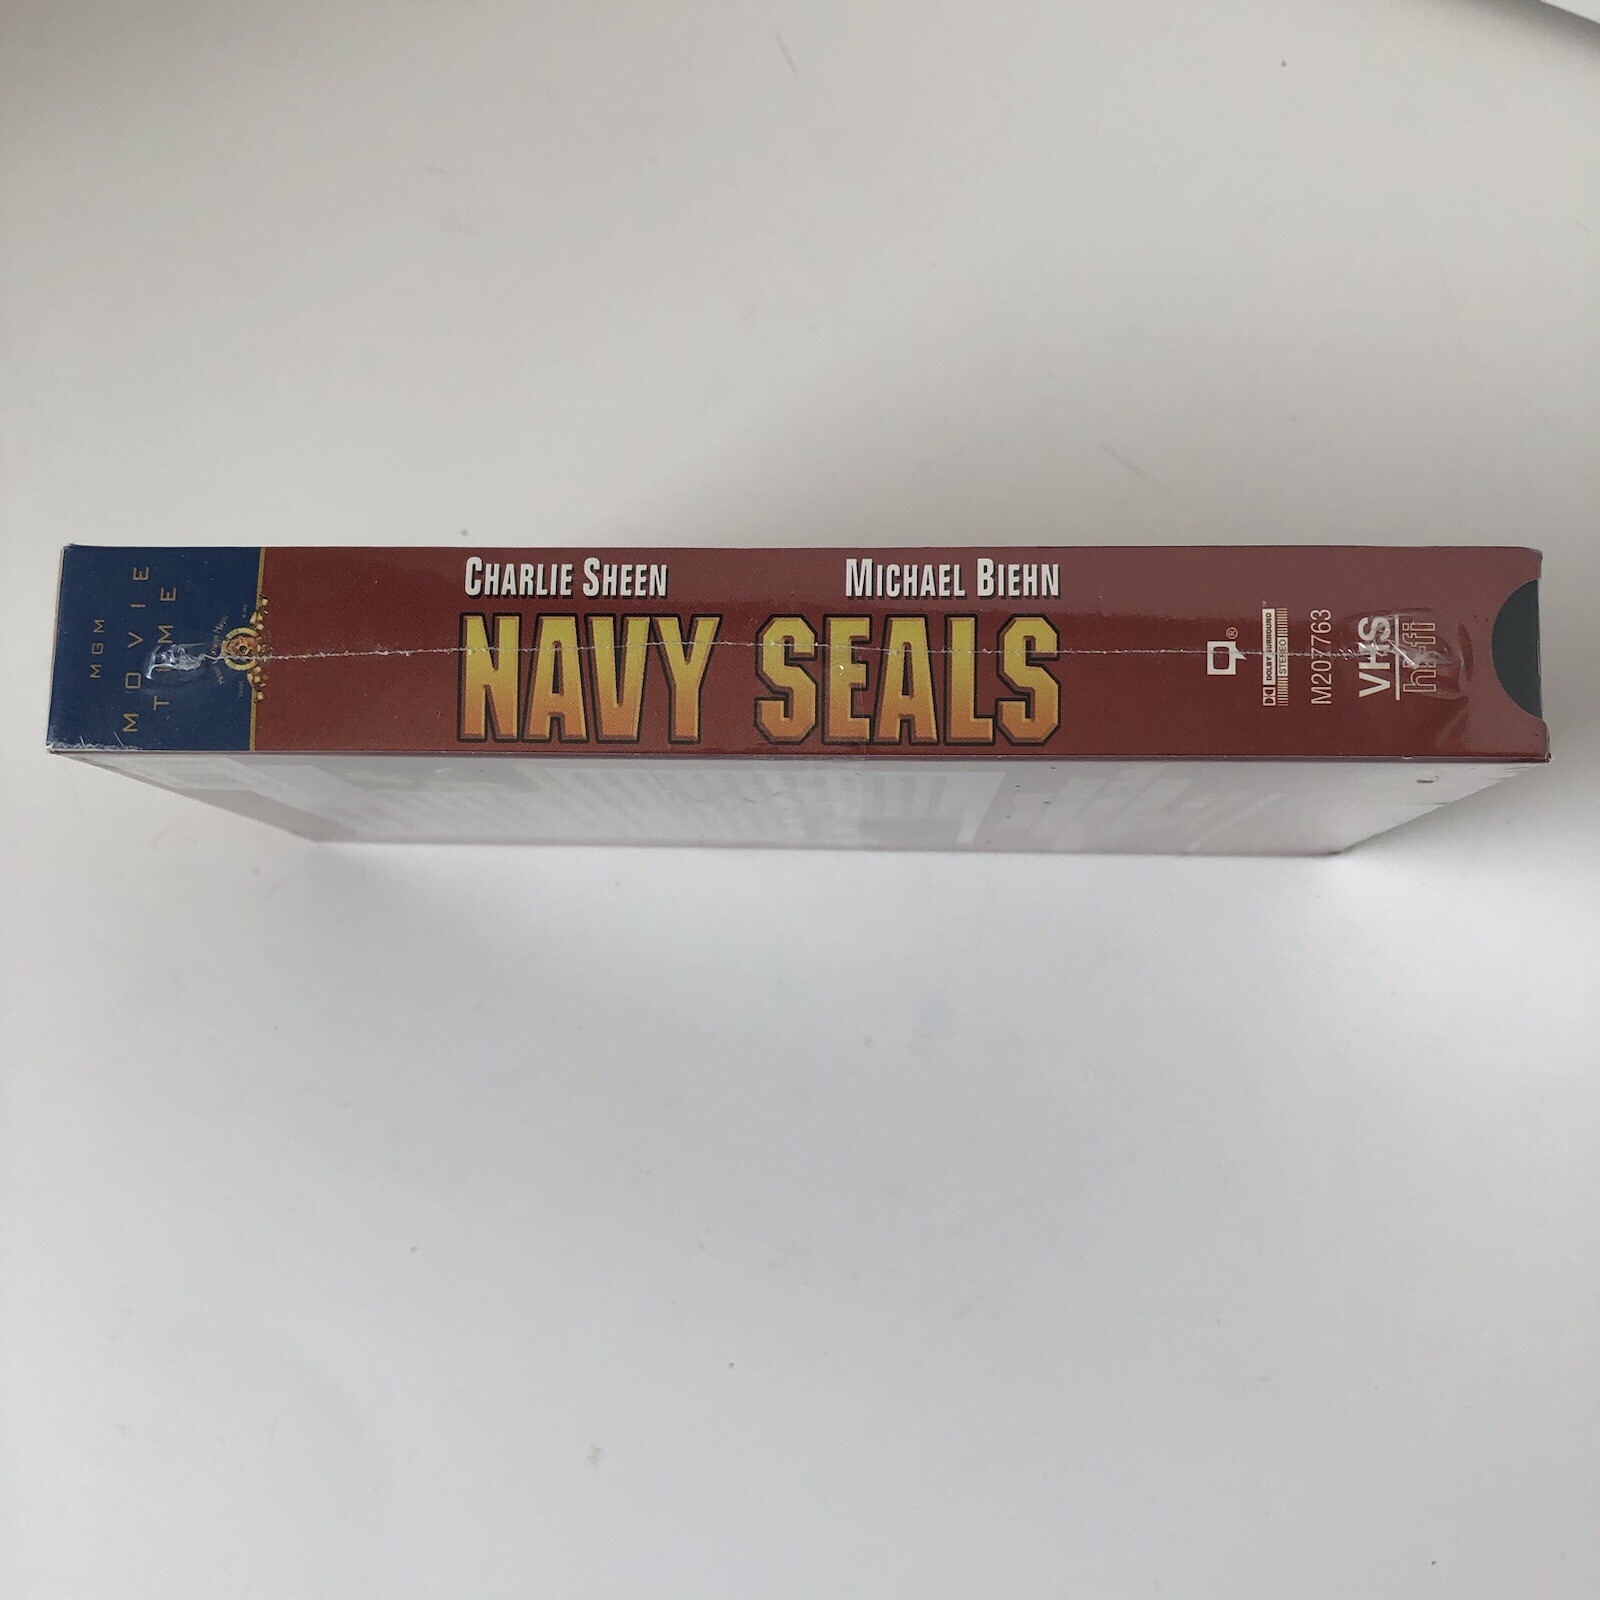 MGM
MOVIE
TIME
CHARLIE SHEEN MICHAEL BIEHN
NAVY SEALS
®
DOLBY SURROUND
STEREO
M207763
VHS
hi-fi